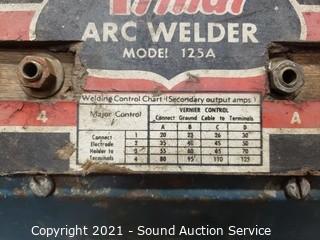 ARC WELDER
MODEL 125A
4 A
Welding Control Chart (Secondary output amps)
Major Control
VERNIER CONTROL
Connect Ground Cable To Terminals
A B C D
Connect 1 20 23 26 30
Electrode 2 35 40 45 50
Holder to 3 55 60 65 70
Terminals 4 80 95 110 125
Copyright 2021 - Sound Auction Service